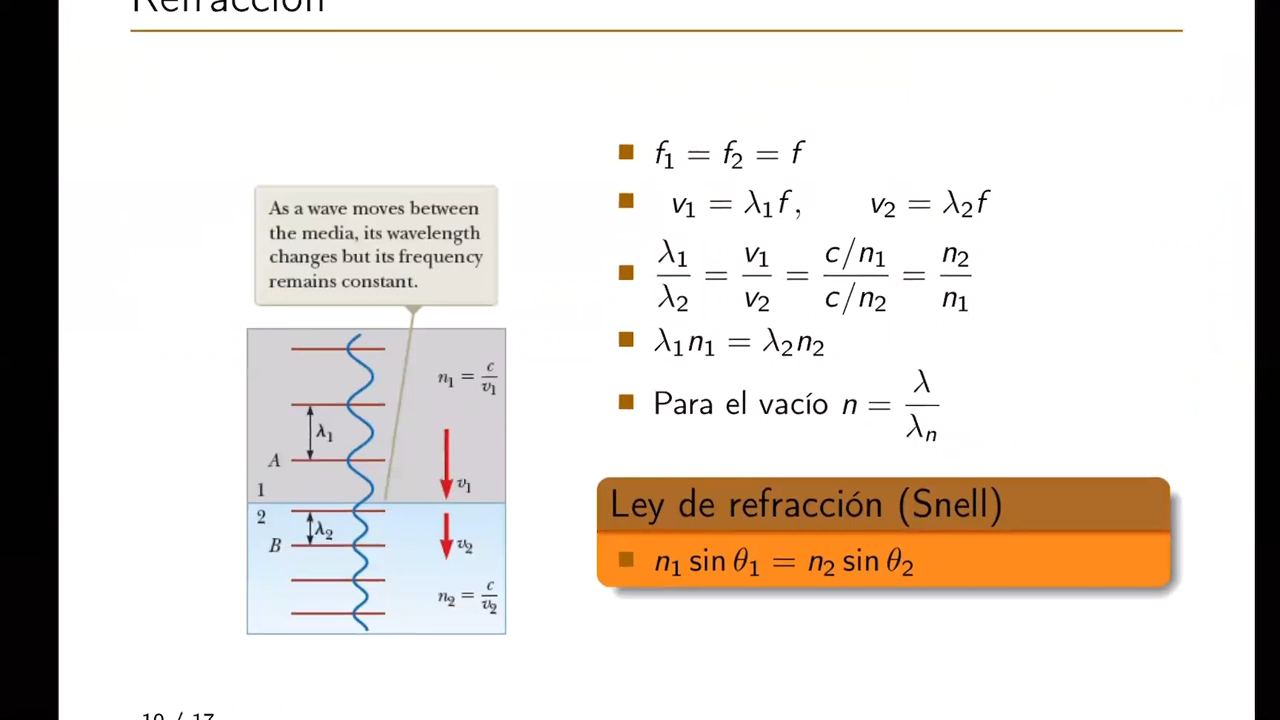 Refracción
As a wave moves between
the media, its wavelength
changes but its frequency
remains constant.
n₁ = c/v₁
λ₁
A
v₁
1
2
λ₂
B
v₂
n₂ = c/v₂
f₁ = f₂ = f
v₁ = λ₁f, v₂ = λ₂f
λ₁/λ₂ = v₁/v₂ = (c/n₁)/(c/n₂) = n₂/n₁
λ₁n₁ = λ₂n₂
Para el vacío n = λ/λₙ
Ley de refracción (Snell)
n₁ sin θ₁ = n₂ sin θ₂
10 / 17